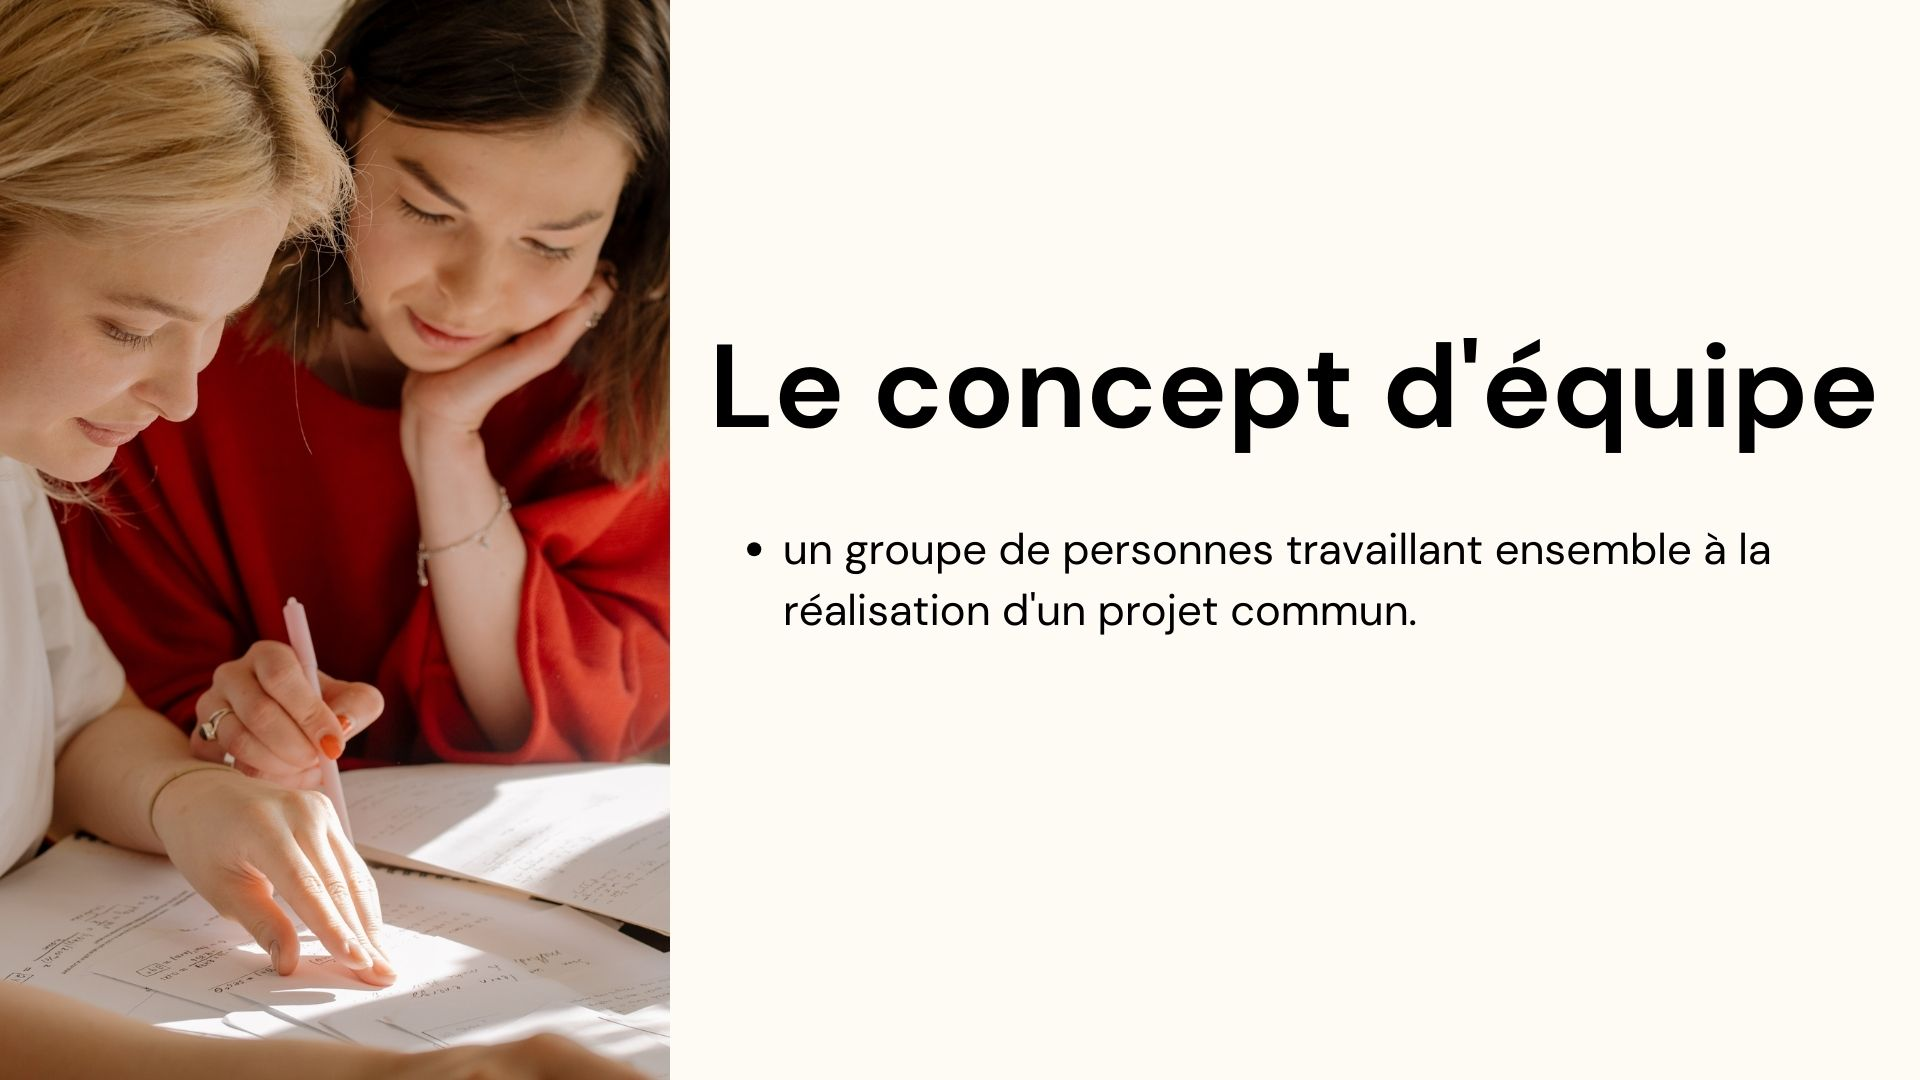 Le concept d'équipe
• un groupe de personnes travaillant ensemble à la
réalisation d'un projet commun.